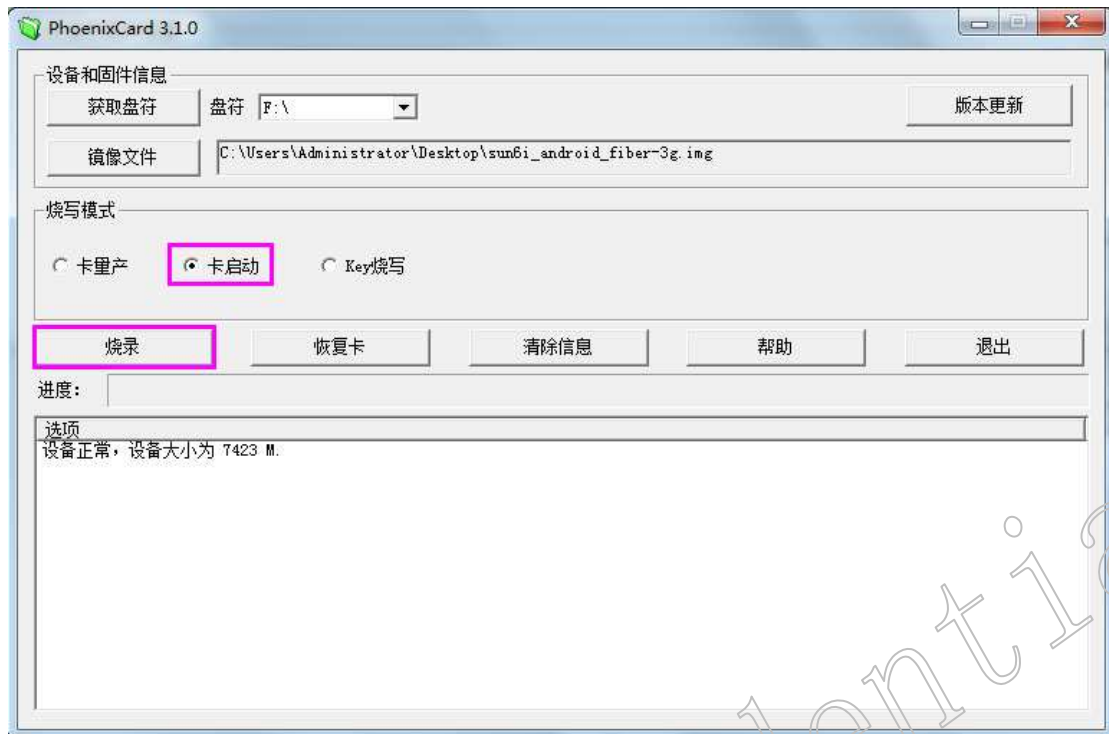 PhoenixCard 3.1.0
设备和固件信息
获取盘符 盘符 F:\ 版本更新
镜像文件 C:\Users\Administrator\Desktop\sun6i_android_fiber-3g.img
烧写模式
卡量产 卡启动 Key烧写
烧录 恢复卡 清除信息 帮助 退出
进度：
选项
设备正常，设备大小为 7423 M.